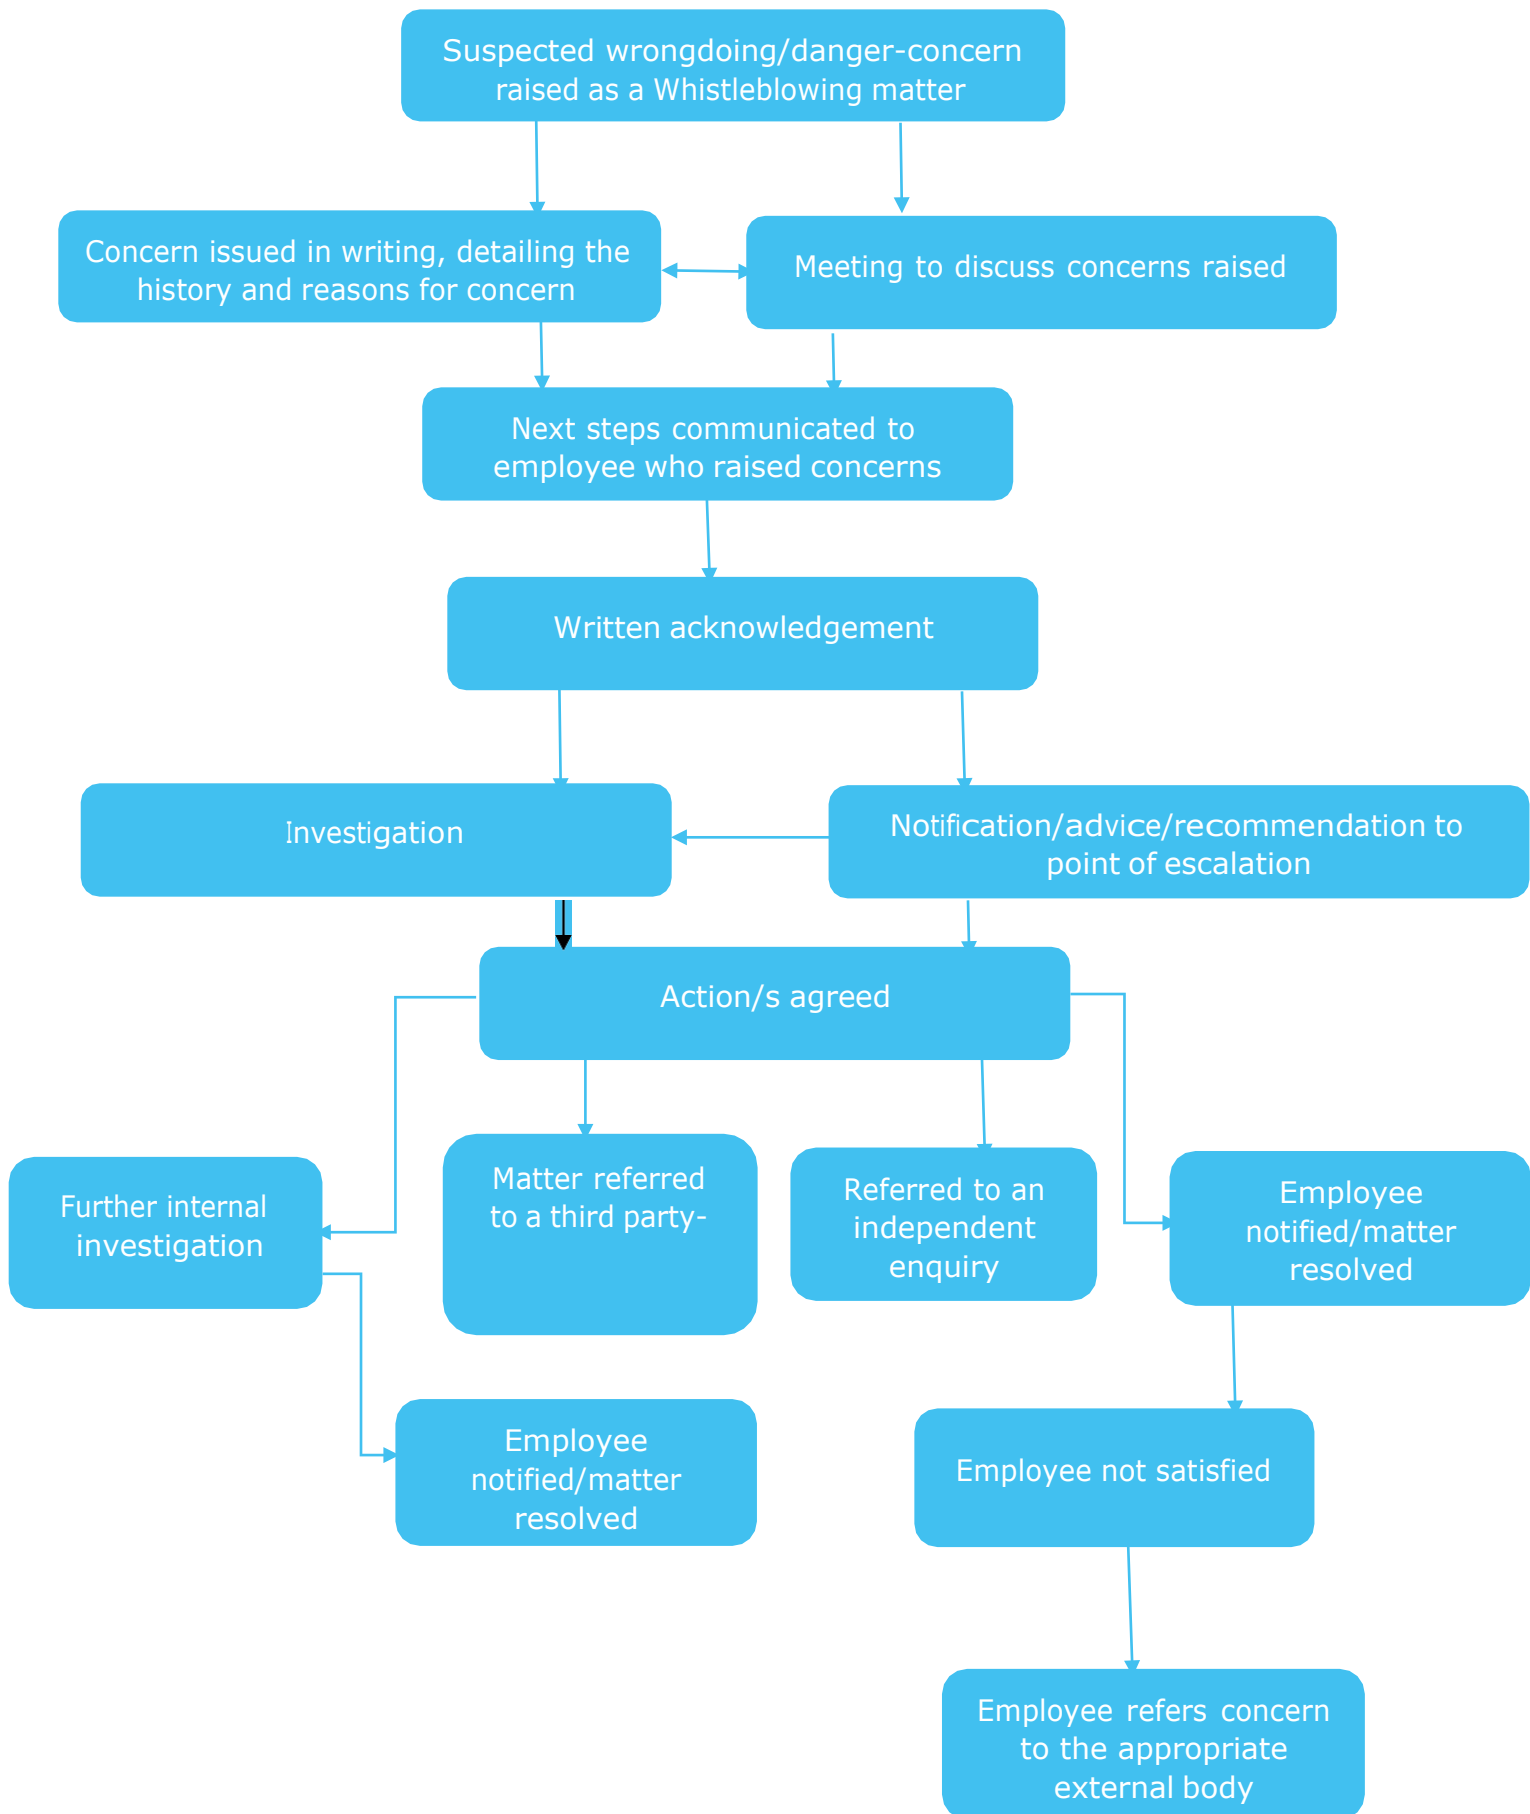 Suspected wrongdoing/danger-concern
raised as a Whistleblowing matter
Concern issued in writing, detailing the
history and reasons for concern
Meeting to discuss concerns raised
Next steps communicated to
employee who raised concerns
Written acknowledgement
Investigation
Notification/advice/recommendation to
point of escalation
Action/s agreed
Further internal
investigation
Matter referred
to a third party-
Referred to an
independent
enquiry
Employee
notified/matter
resolved
Employee
notified/matter
resolved
Employee not satisfied
Employee refers concern
to the appropriate
external body